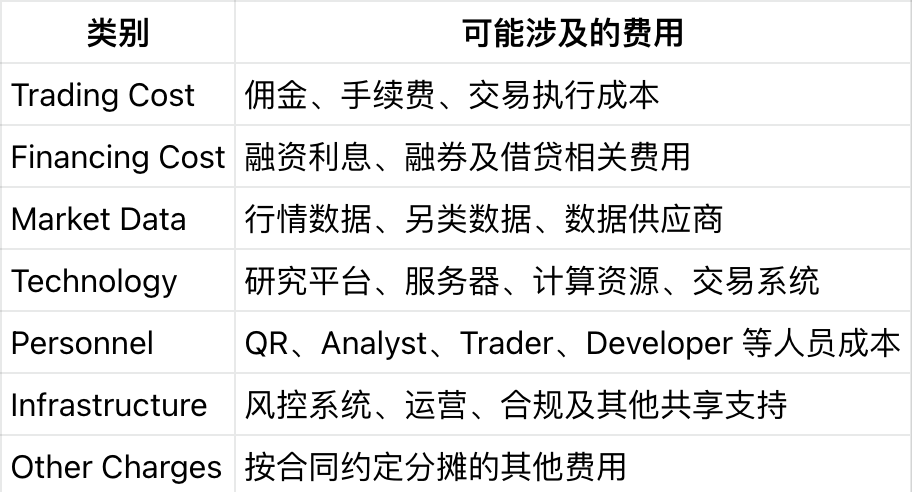 类别 可能涉及的费用
Trading Cost 佣金、手续费、交易执行成本
Financing Cost 融资利息、融券及借贷相关费用
Market Data 行情数据、另类数据、数据供应商
Technology 研究平台、服务器、计算资源、交易系统
Personnel QR、Analyst、Trader、Developer 等人员成本
Infrastructure 风控系统、运营、合规及其他共享支持
Other Charges 按合同约定分摊的其他费用